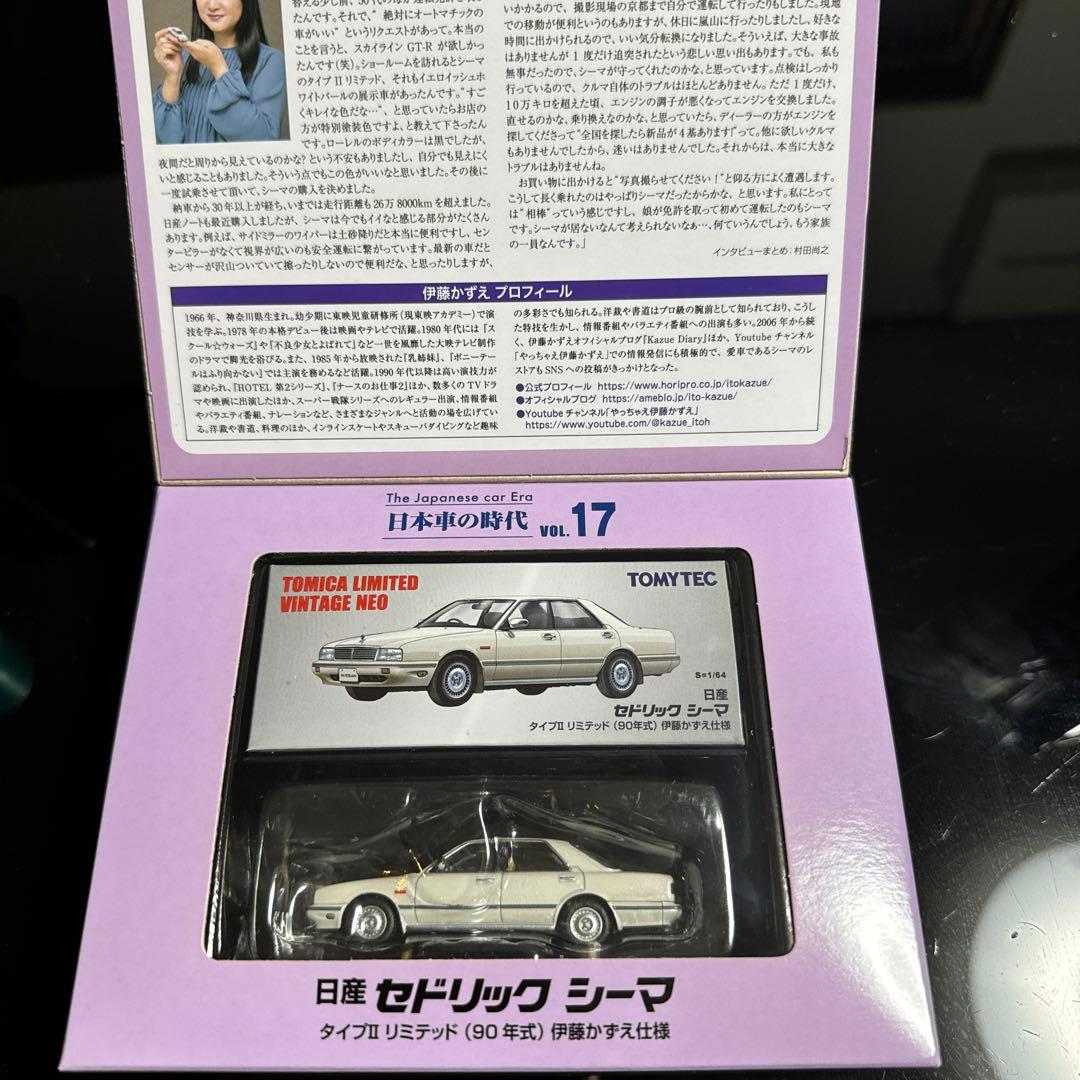 替える少し前、50代のほか運転免許を取っ
たんです。それで、"絶対にオートマチックの
車がいい"というリクエストがあって。本当の
ことを言うと、スカイライン GT-R が欲しかっ
たんです(笑)。ショールームを訪れるとシーマ
のタイプ II リミテッド、それもイエロイッシュホ
ワイトパールの展示車があったんです。"すご
くキレイな色だな…"、と思っていたらお店の
方が特別塗装色ですよ、と教えて下さったん
です。ローレルのボディカラーは黒でしたが、
夜間だと周りから見えているのかな?という不安もありましたし、自分でも見えにく
いと感じることもありました。そういう点でもこの色がいいなと思いました。その後に
一度試乗させて頂いて、シーマの購入を決めました。
納車から30年以上が経ち、いまでは走行距離も26万8000kmを超えました。
日産ノートも最近購入しましたが、シーマは今でもイイなと感じる部分がたくさん
あります。例えば、サイドミラーのワイパーは土砂降りだと本当に便利ですし、セン
ターピラーがなくて視界が広いのも安全運転に繋がっています。最新の車だと
センサーが沢山ついていて擦ったりしないので便利だな、と思ったりしますが、
いかかるので、撮影現場の京都まで自分で運転して行ったりもしました。現地
での移動が便利というのもありますが、休日に嵐山に行ったりしたし、好きな
時間に出かけられるので、いい気分転換になりました。そういえば、大きな事故
はありませんが1度だけ追突されたという悲しい思い出もあります。でも、私も
無事だったので、シーマが守ってくれたのかな、と思っています。点検はしっかり
行っているので、クルマ自体のトラブルはほとんどありません。ただ1度だけ、
10万キロを超えた頃、エンジンの調子が悪くなってエンジンを交換しました。
直せるのかな、乗り換えなのかな、と思っていたら、ディーラーの方がエンジンを
探してくださって"全国を探したら新品が4基あります!"って。他に欲しいクルマ
もありませんでしたから、迷いはありませんでした。それからは、本当に大きな
トラブルはありませんね。
お買い物に出かけると"写真撮らせてください!"と仰る方によく遭遇します。
こうして長く乗れたのはやっぱりシーマだったからかな、と思います。私にとって
は"相棒"っていう感じですし、娘が免許を取って初めて運転したのもシーマ
です。シーマが居ないなんて考えられないなぁ…、何ていうんでしょう、もう家族
の一員なんです。」
インタビューまとめ:村田尚之
伊藤かずえ プロフィール
1966年、神奈川県生まれ。幼少期に東映児童研修所(現東映アカデミー)で演
技を学ぶ。1978年の本格デビュー後は映画やテレビで活躍。1980年代には『ス
クール☆ウォーズ』や『不良少女とよばれて』など一世を風靡した大映テレビ制作
のドラマで脚光を浴びる。また、1985年から放映された『乳姉妹』、『ポニーテー
ルはふり向かない』では主演を務めるなど活躍。1990年代以降は高い演技力が
認められ、『HOTEL 第2シリーズ』、『ナースのお仕事2』ほか、数多くのTVドラ
マや映画に出演したほか、スーパー戦隊シリーズへのレギュラー出演、情報番組
やバラエティ番組、ナレーションなど、さまざまなジャンルへと活動の場を広げてい
る。洋裁や書道、料理のほか、インラインスケートやスキューバダイビングなど趣味
の多彩さでも知られる。洋裁や書道はプロ級の腕前として知られており、こうし
た特技を生かし、情報番組やバラエティ番組への出演も多い。2006年から続
く、伊藤かずえオフィシャルブログ「Kazue Diary」ほか、Youtubeチャンネル
「やっちゃえ伊藤かずえ」での情報発信にも積極的で、愛車であるシーマのレ
ストアもSNSへの投稿がきっかけとなった。
●公式プロフィール https://www.horipro.co.jp/itokazue/
●オフィシャルブログ https://ameblo.jp/ito-kazue/
●Youtubeチャンネル「やっちゃえ伊藤かずえ」
https://www.youtube.com/@kazue_itoh
The Japanese car Era
日本車の時代 VOL.17
TOMICA LIMITED
VINTAGE NEO
TOMYTEC
NISSAN
S=1/64
日産
セドリック シーマ
タイプII リミテッド (90年式) 伊藤かずえ仕様
日産 セドリック シーマ
タイプII リミテッド (90年式) 伊藤かずえ仕様